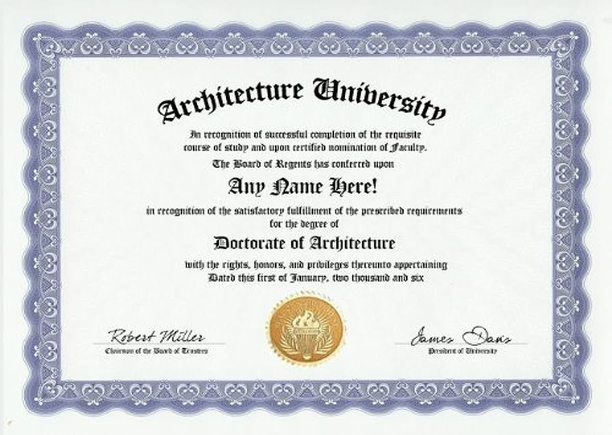 Architecture University
In recognition of successful completion of the requisite
course of study and upon certified nomination of Faculty.
The Board of Regents has conferred upon
Any Name Here!
in recognition of the satisfactory fulfillment of the prescribed requirements
for the degree of
Doctorate of Architecture
with the rights, honors, and privileges thereunto appertaining
Dated this first of January, two thousand and six
Robert Miller
Chairman of the Board of Trustees
James Davis
President of University